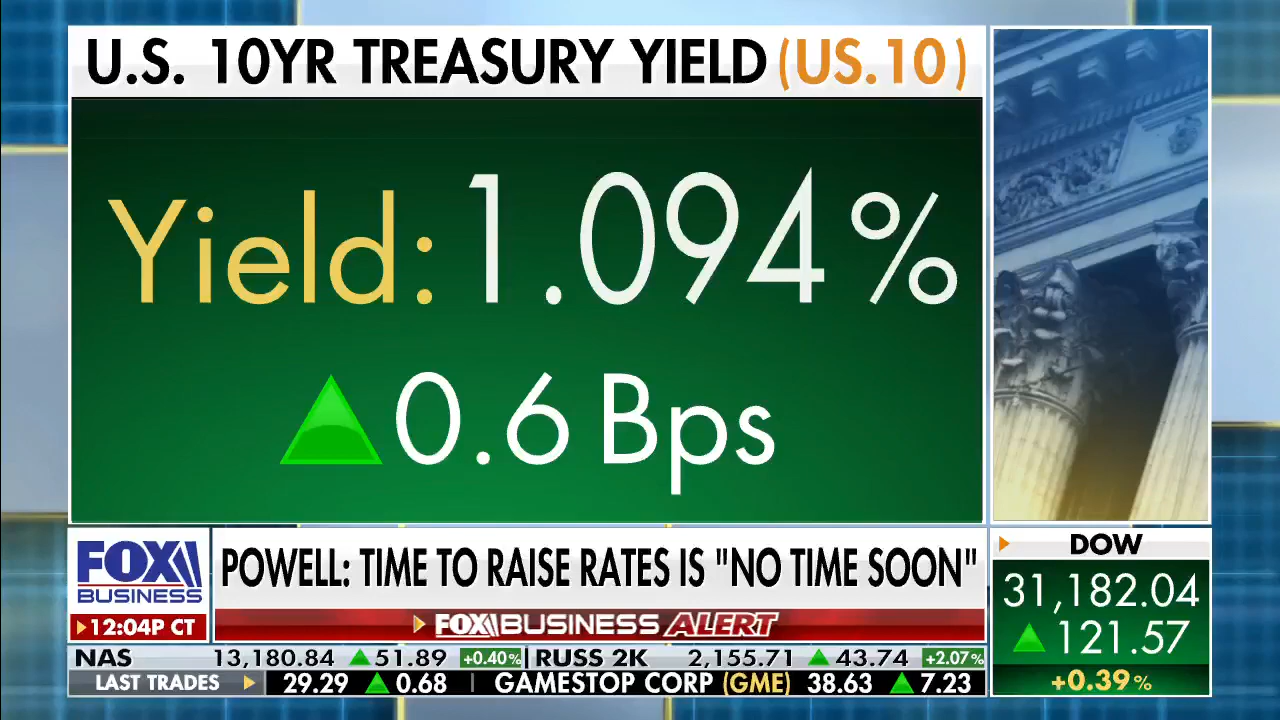 U.S. 10YR TREASURY YIELD (US.10)
Yield: 1.094%
▲0.6 Bps
FOX BUSINESS
12:04P CT
POWELL: TIME TO RAISE RATES IS "NO TIME SOON"
FOX BUSINESS ALERT
DOW
31,182.04
▲121.57
+0.39%
NAS 13,180.84 ▲51.89 +0.40% RUSS 2K 2,155.71 ▲43.74 +2.07%
LAST TRADES 29.29 ▲0.68 GAMESTOP CORP (GME) 38.63 ▲7.23